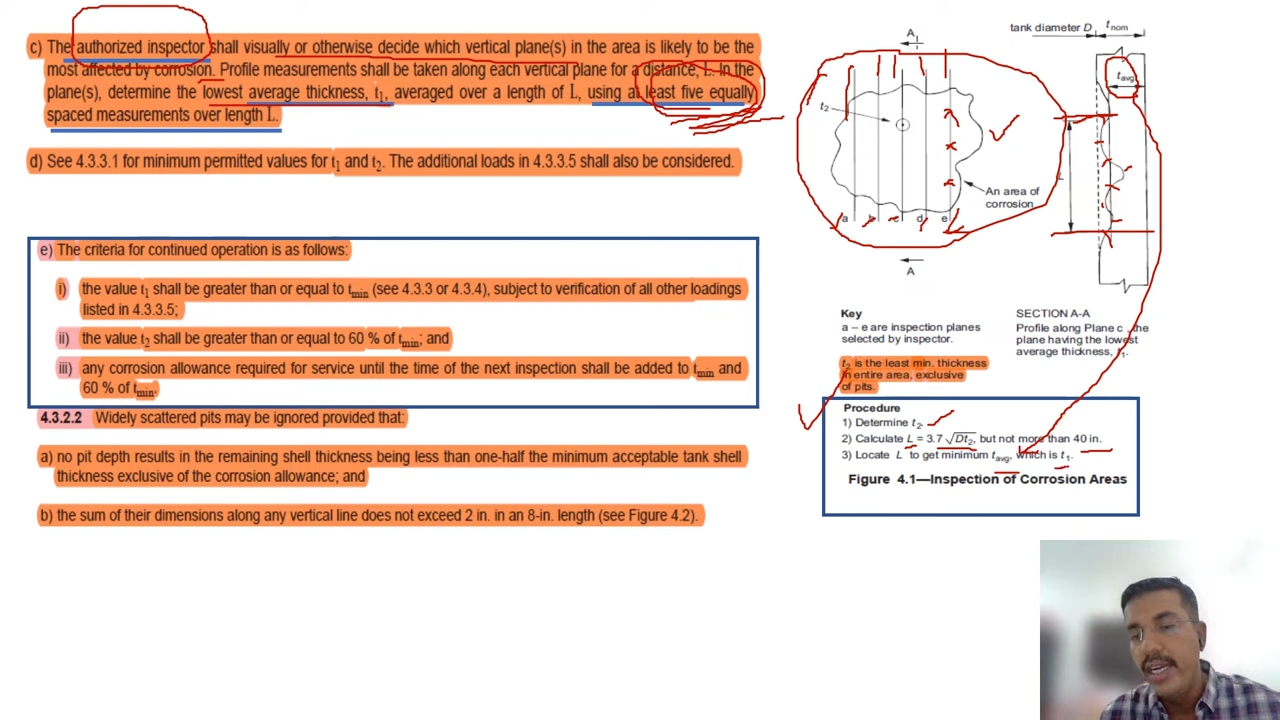 c) The authorized inspector shall visually or otherwise decide which vertical plane(s) in the area is likely to be the
most affected by corrosion. Profile measurements shall be taken along each vertical plane for a distance, L. In the
plane(s), determine the lowest average thickness, t1, averaged over a length of L, using at least five equally
spaced measurements over length L.
d) See 4.3.3.1 for minimum permitted values for t1 and t2. The additional loads in 4.3.3.5 shall also be considered.
e) The criteria for continued operation is as follows:
i) the value t1 shall be greater than or equal to tmin (see 4.3.3 or 4.3.4), subject to verification of all other loadings
listed in 4.3.3.5;
ii) the value t2 shall be greater than or equal to 60 % of tmin; and
iii) any corrosion allowance required for service until the time of the next inspection shall be added to tmin and
60 % of tmin.
4.3.2.2 Widely scattered pits may be ignored provided that:
a) no pit depth results in the remaining shell thickness being less than one-half the minimum acceptable tank shell
thickness exclusive of the corrosion allowance; and
b) the sum of their dimensions along any vertical line does not exceed 2 in. in an 8-in. length (see Figure 4.2).
tank diameter D
tnom
A
tavg
t2
L
An area of
corrosion
a b c d e
A
Key
a – e are inspection planes
selected by inspector.
t2 is the least min. thickness
in entire area, exclusive
of pits.
SECTION A-A
Profile along Plane c, the
plane having the lowest
average thickness, t1.
Procedure
1) Determine t2.
2) Calculate L = 3.7 √Dt2, but not more than 40 in.
3) Locate L to get minimum tavg, which is t1.
Figure 4.1—Inspection of Corrosion Areas